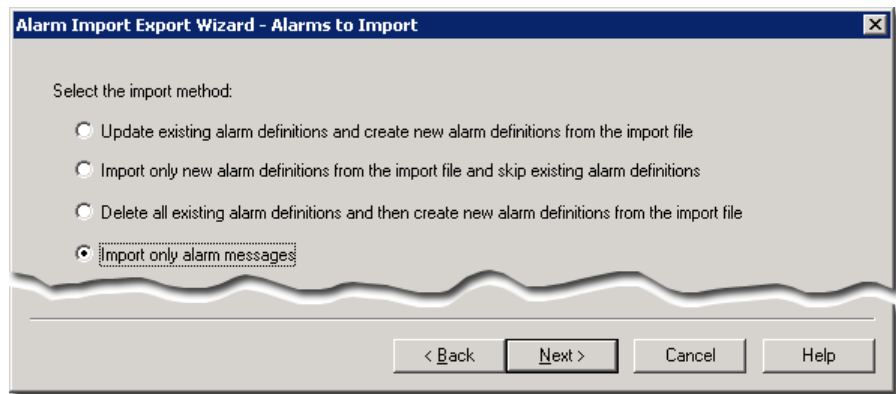 Alarm Import Export Wizard - Alarms to Import
Select the import method:
Update existing alarm definitions and create new alarm definitions from the import file
Import only new alarm definitions from the import file and skip existing alarm definitions
Delete all existing alarm definitions and then create new alarm definitions from the import file
Import only alarm messages
< Back Next > Cancel Help